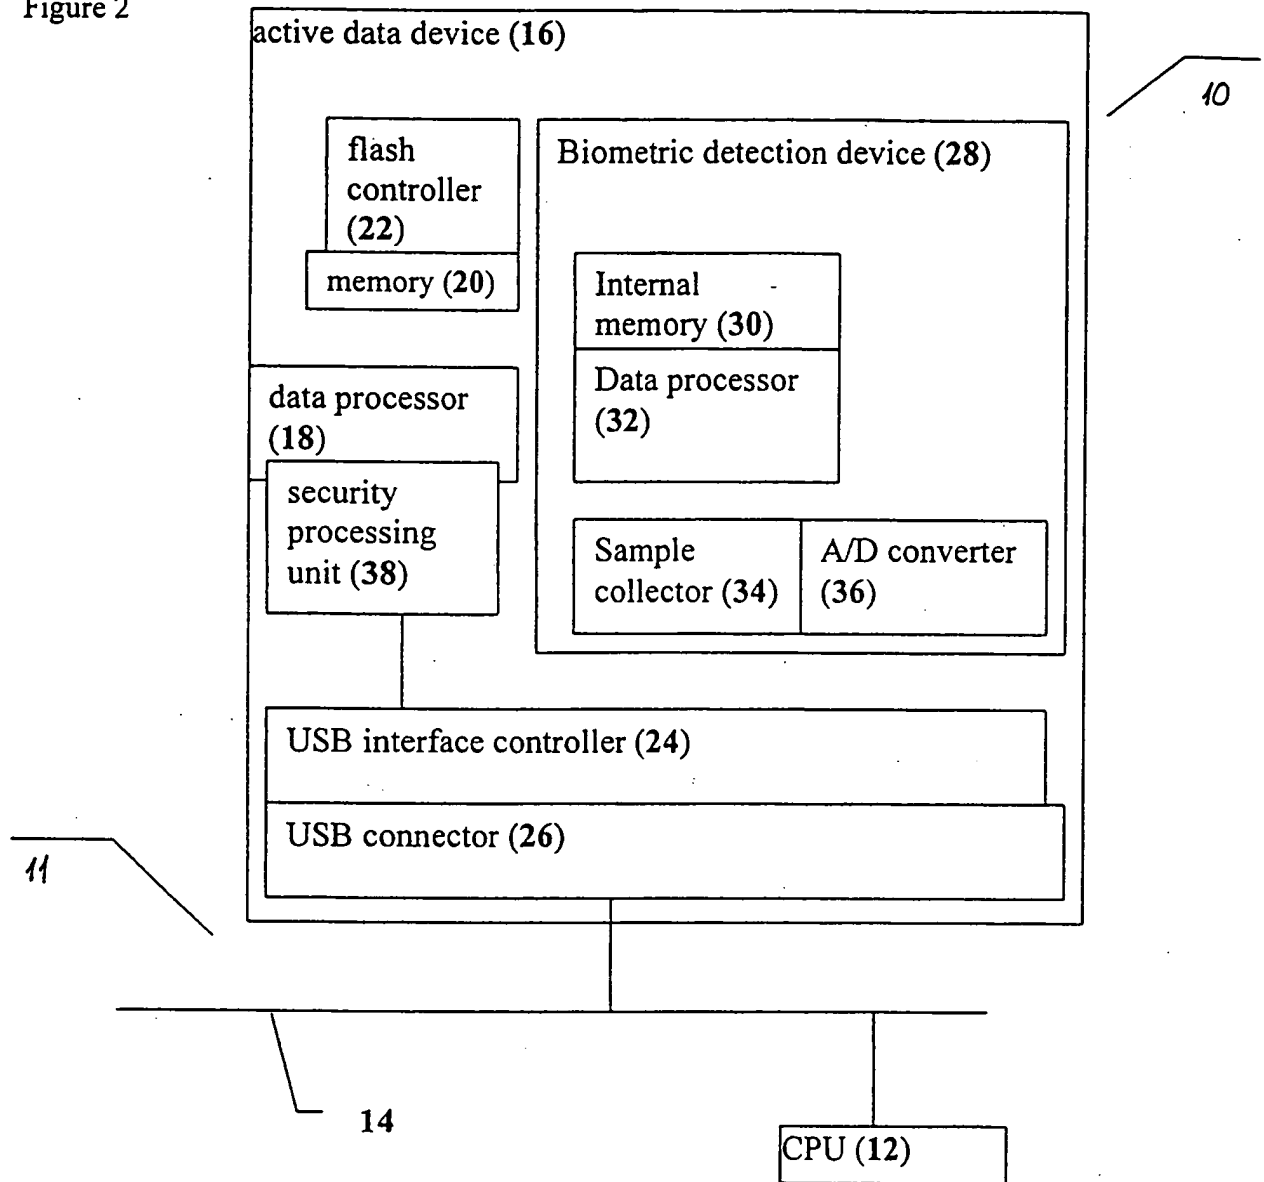 Figure 2
active data device (16)
10
flash
controller
(22)
memory (20)
Biometric detection device (28)
Internal
memory (30)
Data processor
(32)
data processor
(18)
security
processing
unit (38)
Sample
collector (34)
A/D converter
(36)
USB interface controller (24)
USB connector (26)
11
14
CPU (12)